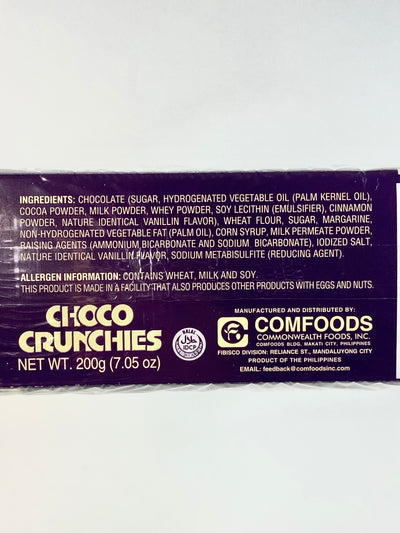 INGREDIENTS: CHOCOLATE (SUGAR, HYDROGENATED VEGETABLE OIL (PALM KERNEL OIL),
COCOA POWDER, MILK POWDER, WHEY POWDER, SOY LECITHIN (EMULSIFIER), CINNAMON
POWDER, NATURE IDENTICAL VANILLIN FLAVOR), WHEAT FLOUR, SUGAR, MARGARINE,
NON-HYDROGENATED VEGETABLE FAT (PALM OIL), CORN SYRUP, MILK PERMEATE POWDER,
RAISING AGENTS (AMMONIUM BICARBONATE AND SODIUM BICARBONATE), IODIZED SALT,
NATURE IDENTICAL VANILLIN FLAVOR, SODIUM METABISULFITE (REDUCING AGENT).
ALLERGEN INFORMATION: CONTAINS WHEAT, MILK AND SOY.
THIS PRODUCT IS MADE IN A FACILITY THAT ALSO PRODUCES OTHER PRODUCTS WITH EGGS AND NUTS.
CHOCO
CRUNCHIES
NET WT. 200g (7.05 oz)
HALAL
حلال
IDCP
MANUFACTURED AND DISTRIBUTED BY:
COMFOODS
COMMONWEALTH FOODS, INC.
COMFOODS BLDG. MAKATI CITY, PHILIPPINES
FIBISCO DIVISION: RELIANCE ST., MANDALUYONG CITY
PRODUCT OF THE PHILIPPINES
EMAIL: feedback@comfoodsinc.com